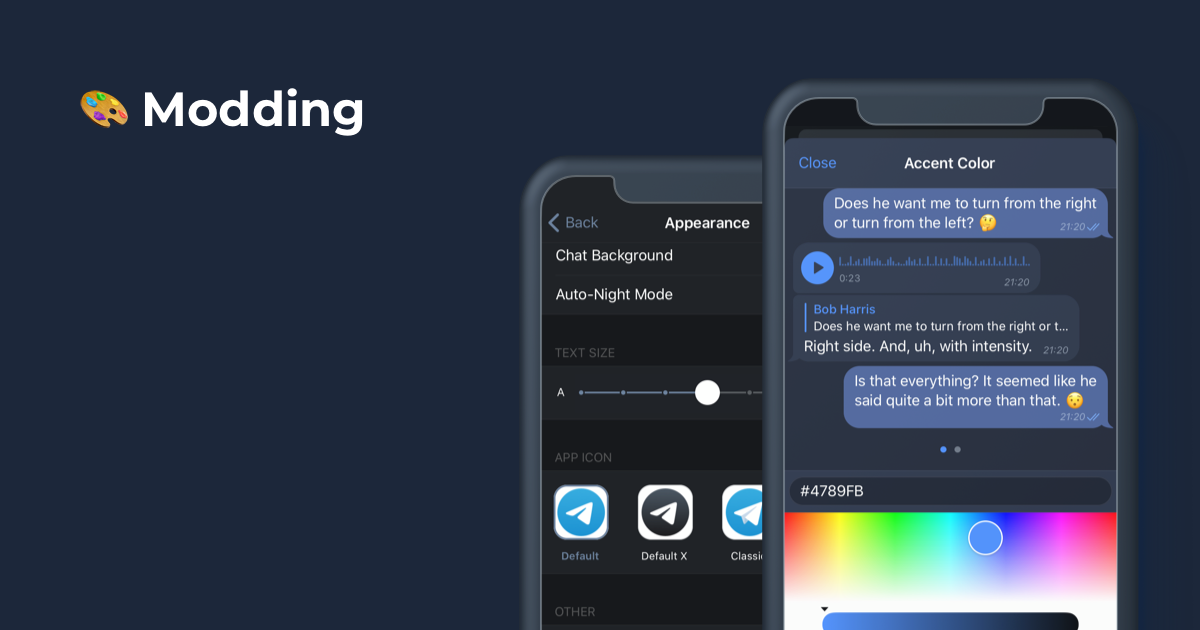 🎨 Modding
Back
Appearance
Chat Background
Auto-Night Mode
TEXT SIZE
A
APP ICON
Default
Default X
OTHER
Close
Accent Color
Does he want me to turn from the right
or turn from the left? 🤔
21:20
0:23
21:20
Bob Harris
Does he want me to turn from the right or t...
Right side. And, uh, with intensity.
21:20
Is that everything? It seemed like he
said quite a bit more than that. 😯
21:20
#4789FB